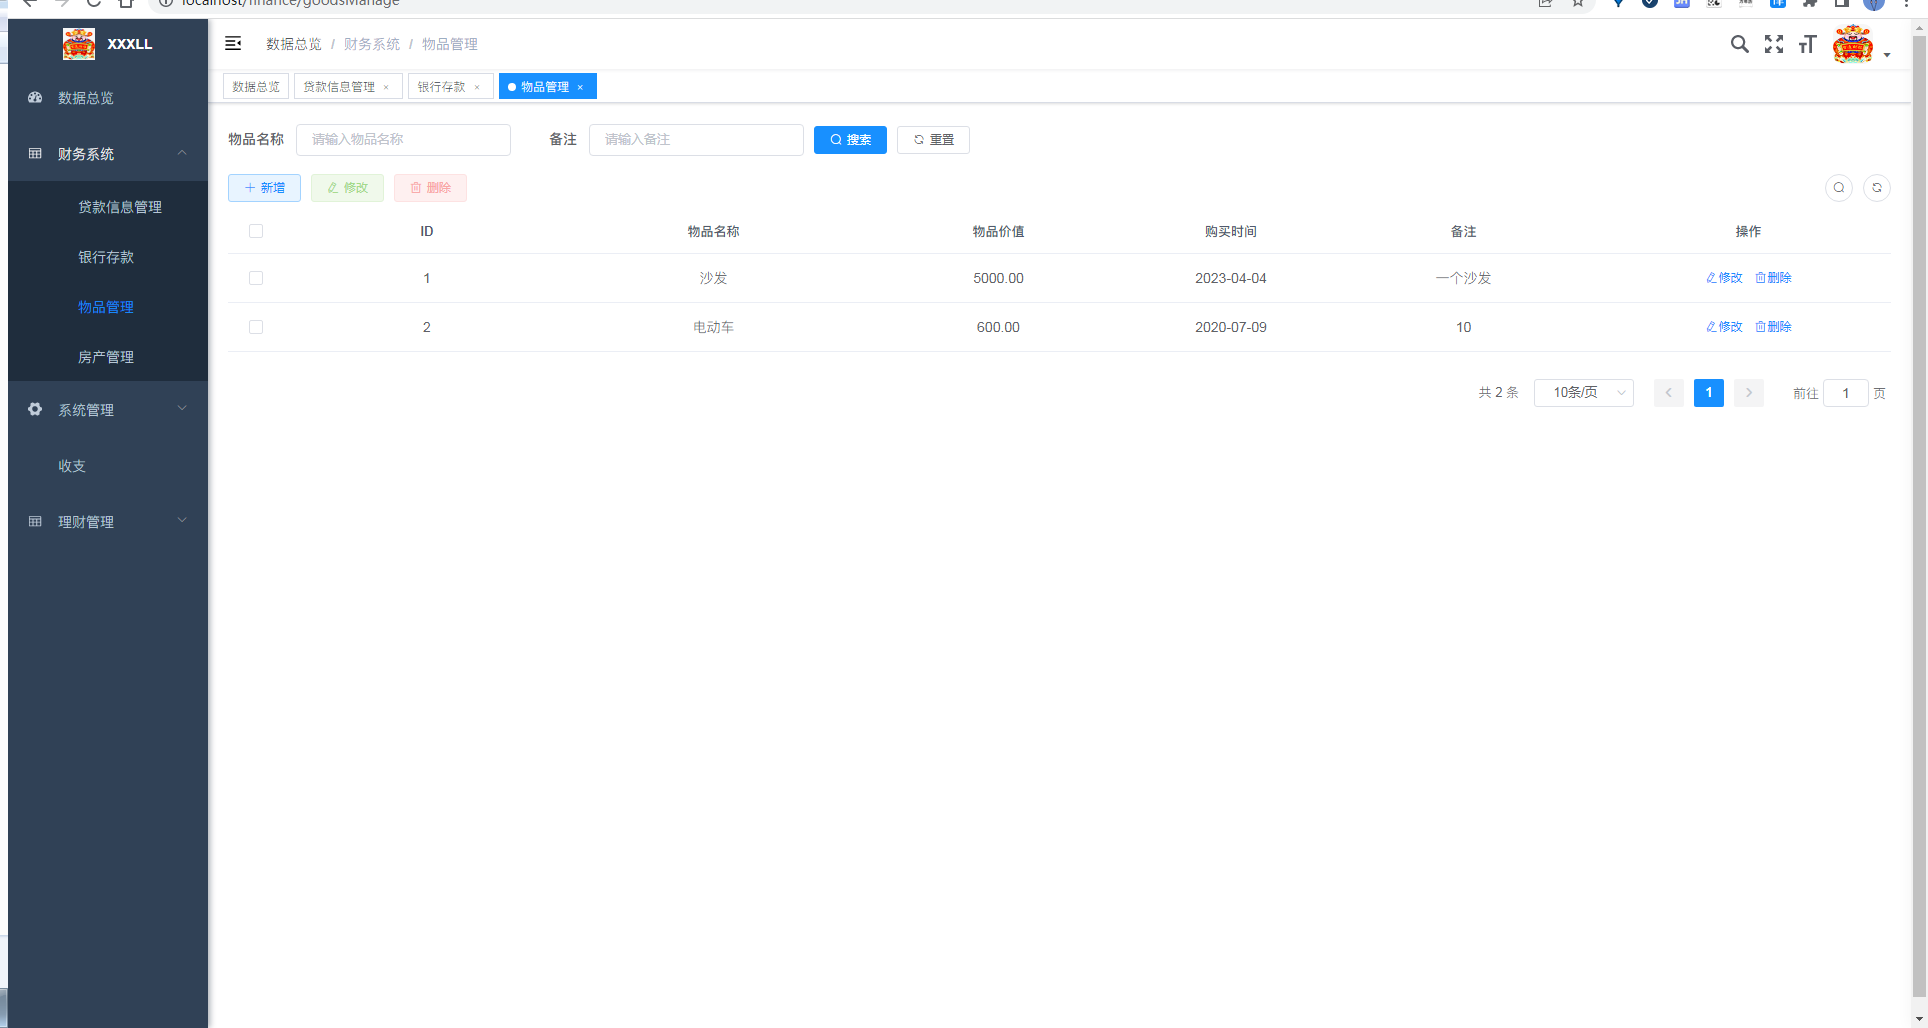 localhost/finance/goodsManage
XXXLL
数据总览 / 财务系统 / 物品管理
数据总览
贷款信息管理 ×
银行存款 ×
物品管理 ×
数据总览
财务系统
贷款信息管理
银行存款
物品管理
房产管理
系统管理
收支
理财管理
物品名称 请输入物品名称 备注 请输入备注 搜索 重置
新增 修改 删除
ID 物品名称 物品价值 购买时间 备注 操作
1 沙发 5000.00 2023-04-04 一个沙发 修改 删除
2 电动车 600.00 2020-07-09 10 修改 删除
共 2 条 10条/页 1 前往 1 页